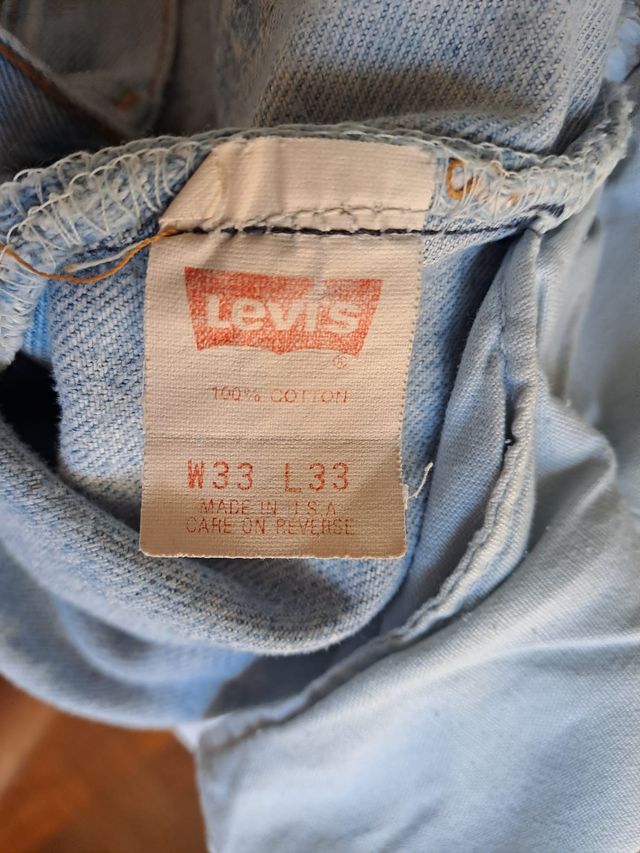 Levi's
®
100% COTTON
W33 L33
MADE IN U.S.A.
CARE ON REVERSE